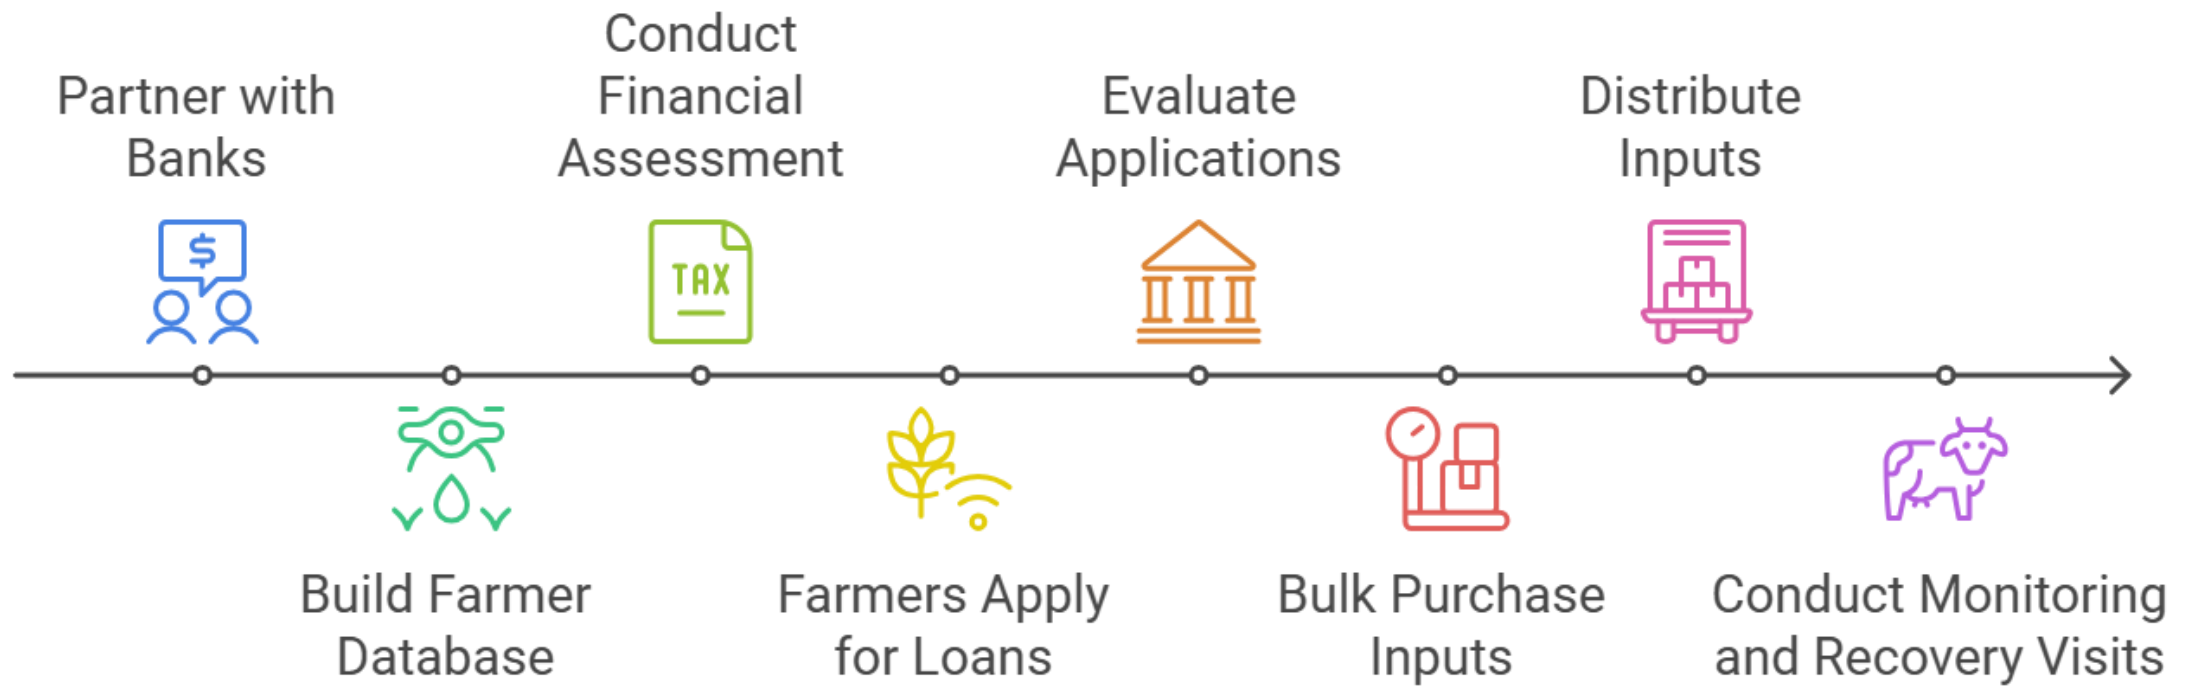 Partner with
Banks
$
Build Farmer
Database
Conduct
Financial
Assessment
TAX
Farmers Apply
for Loans
Evaluate
Applications
Bulk Purchase
Inputs
Distribute
Inputs
Conduct Monitoring
and Recovery Visits